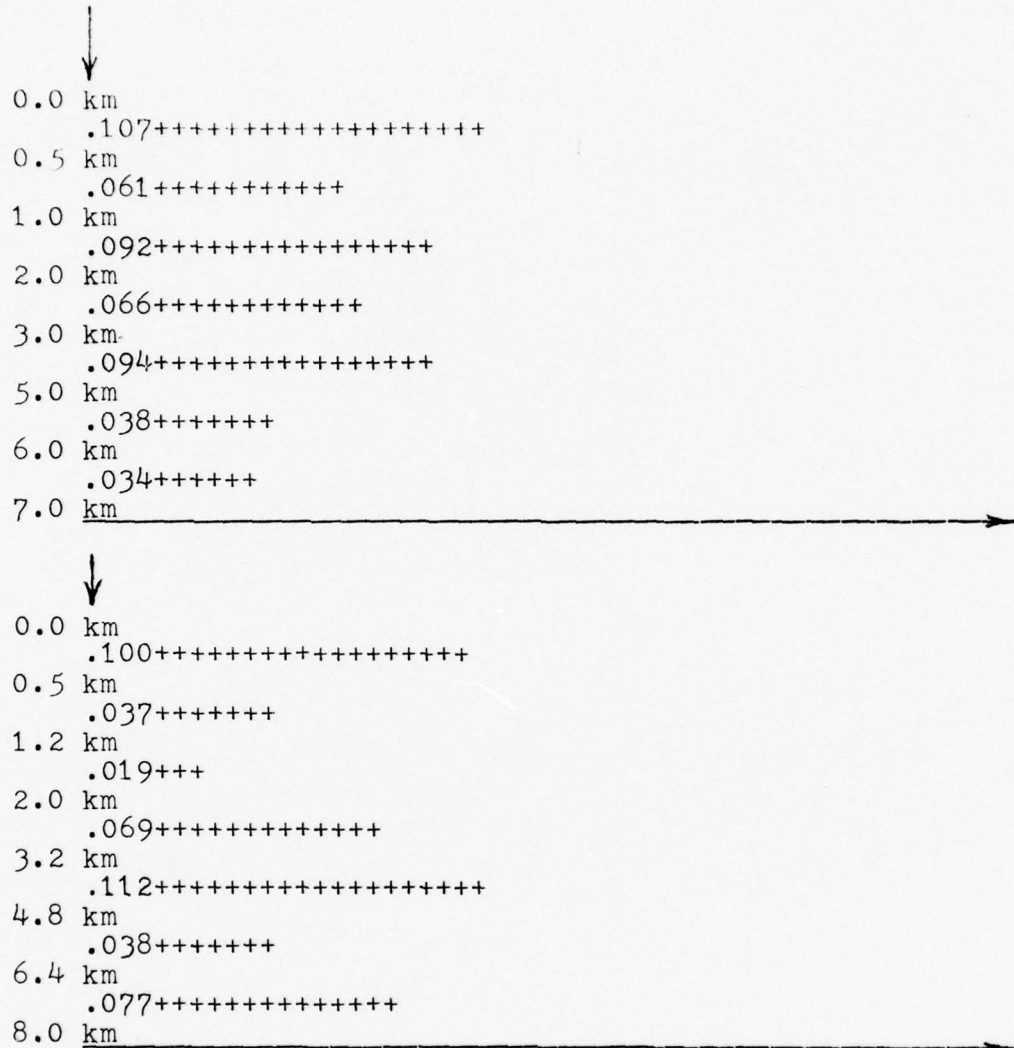 0.0 km
.107+++++++++++++++++++
0.5 km
.061+++++++++++
1.0 km
.092++++++++++++++++
2.0 km
.066++++++++++++
3.0 km
.094++++++++++++++++
5.0 km
.038+++++++
6.0 km
.034++++++
7.0 km
0.0 km
.100++++++++++++++++++
0.5 km
.037+++++++
1.2 km
.019+++
2.0 km
.069+++++++++++++
3.2 km
.112+++++++++++++++++++
4.8 km
.038+++++++
6.4 km
.077++++++++++++++
8.0 km